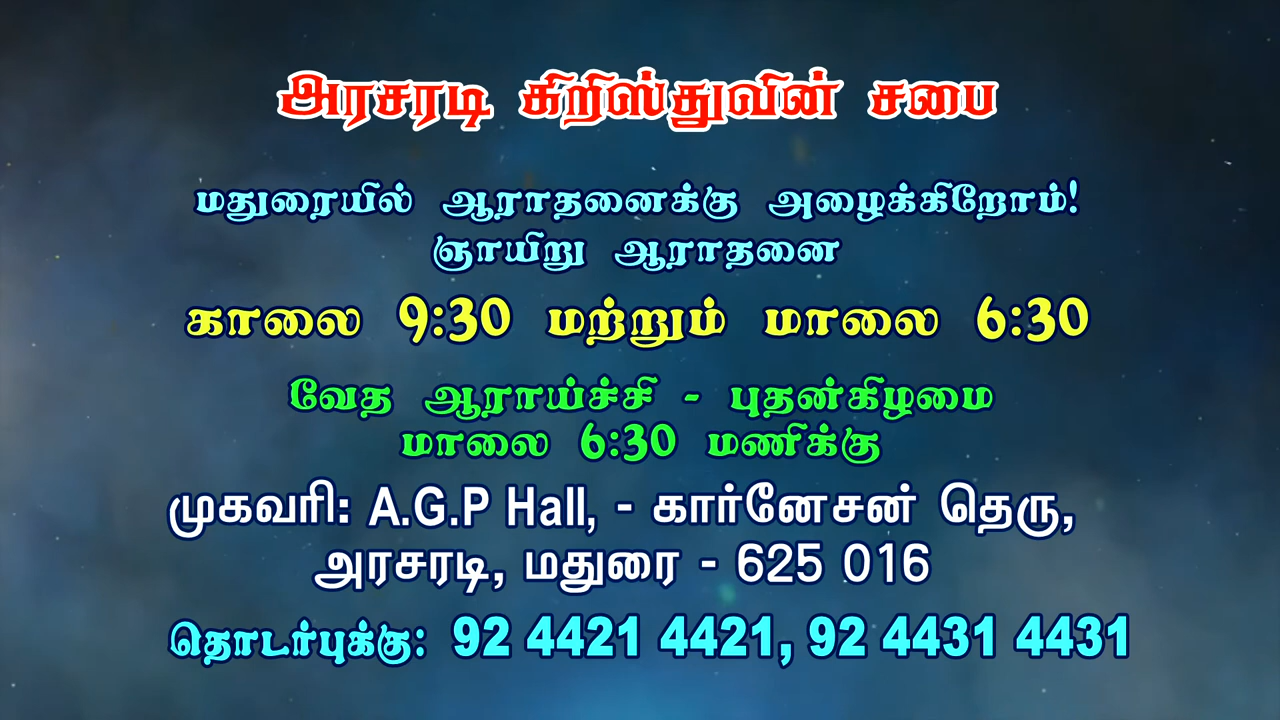 அரசரடி கிறிஸ்துவின் சபை
மதுரையில் ஆராதனைக்கு அழைக்கிறோம்!
ஞாயிறு ஆராதனை
காலை 9:30 மற்றும் மாலை 6:30
வேத ஆராய்ச்சி - புதன்கிழமை
மாலை 6:30 மணிக்கு
முகவரி: A.G.P Hall, - கார்னேசன் தெரு,
அரசரடி, மதுரை - 625 016
தொடர்புக்கு: 92 4421 4421, 92 4431 4431